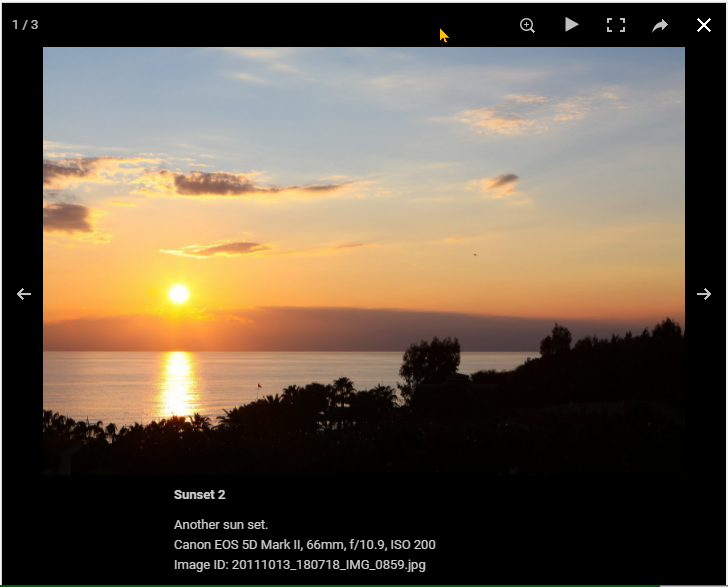 1 / 3
Sunset 2
Another sun set.
Canon EOS 5D Mark II, 66mm, f/10.9, ISO 200
Image ID: 20111013_180718_IMG_0859.jpg